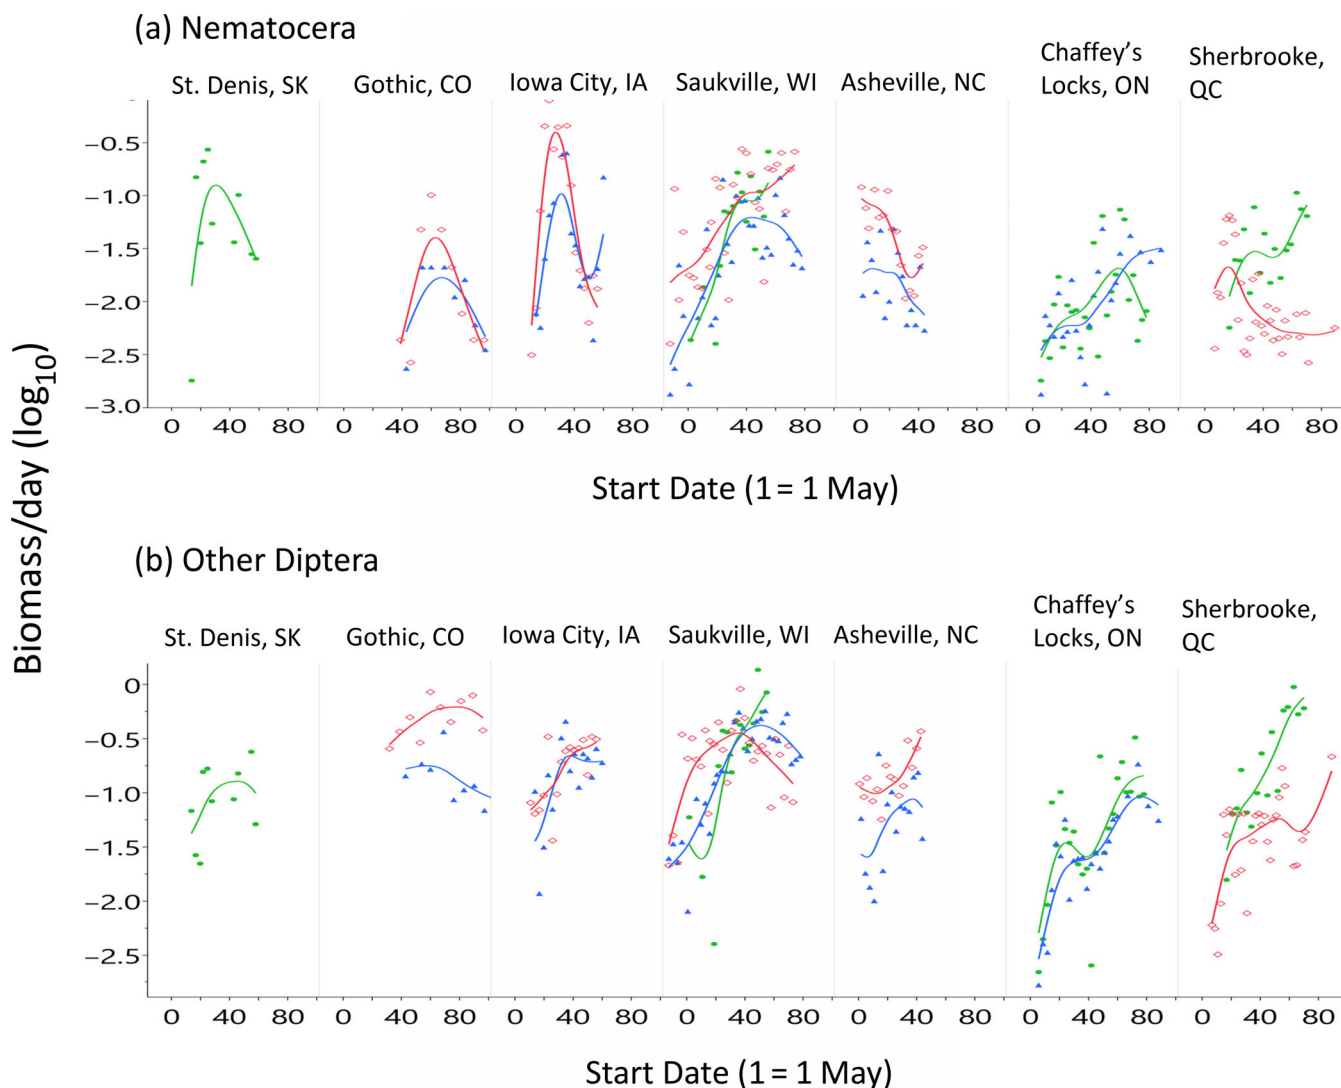 (a) Nematocera
St. Denis, SK
Gothic, CO
Iowa City, IA
Saukville, WI
Asheville, NC
Chaffey's
Locks, ON
Sherbrooke,
QC
−0.5
−1.0
−1.5
−2.0
−2.5
−3.0
0 40 80 0 40 80 0 40 80 0 40 80 0 40 80 0 40 80 0 40 80
Start Date (1 = 1 May)
Biomass/day (log10)
(b) Other Diptera
St. Denis, SK
Gothic, CO
Iowa City, IA
Saukville, WI
Asheville, NC
Chaffey's
Locks, ON
Sherbrooke,
QC
0
−0.5
−1.0
−1.5
−2.0
−2.5
0 40 80 0 40 80 0 40 80 0 40 80 0 40 80 0 40 80 0 40 80
Start Date (1 = 1 May)